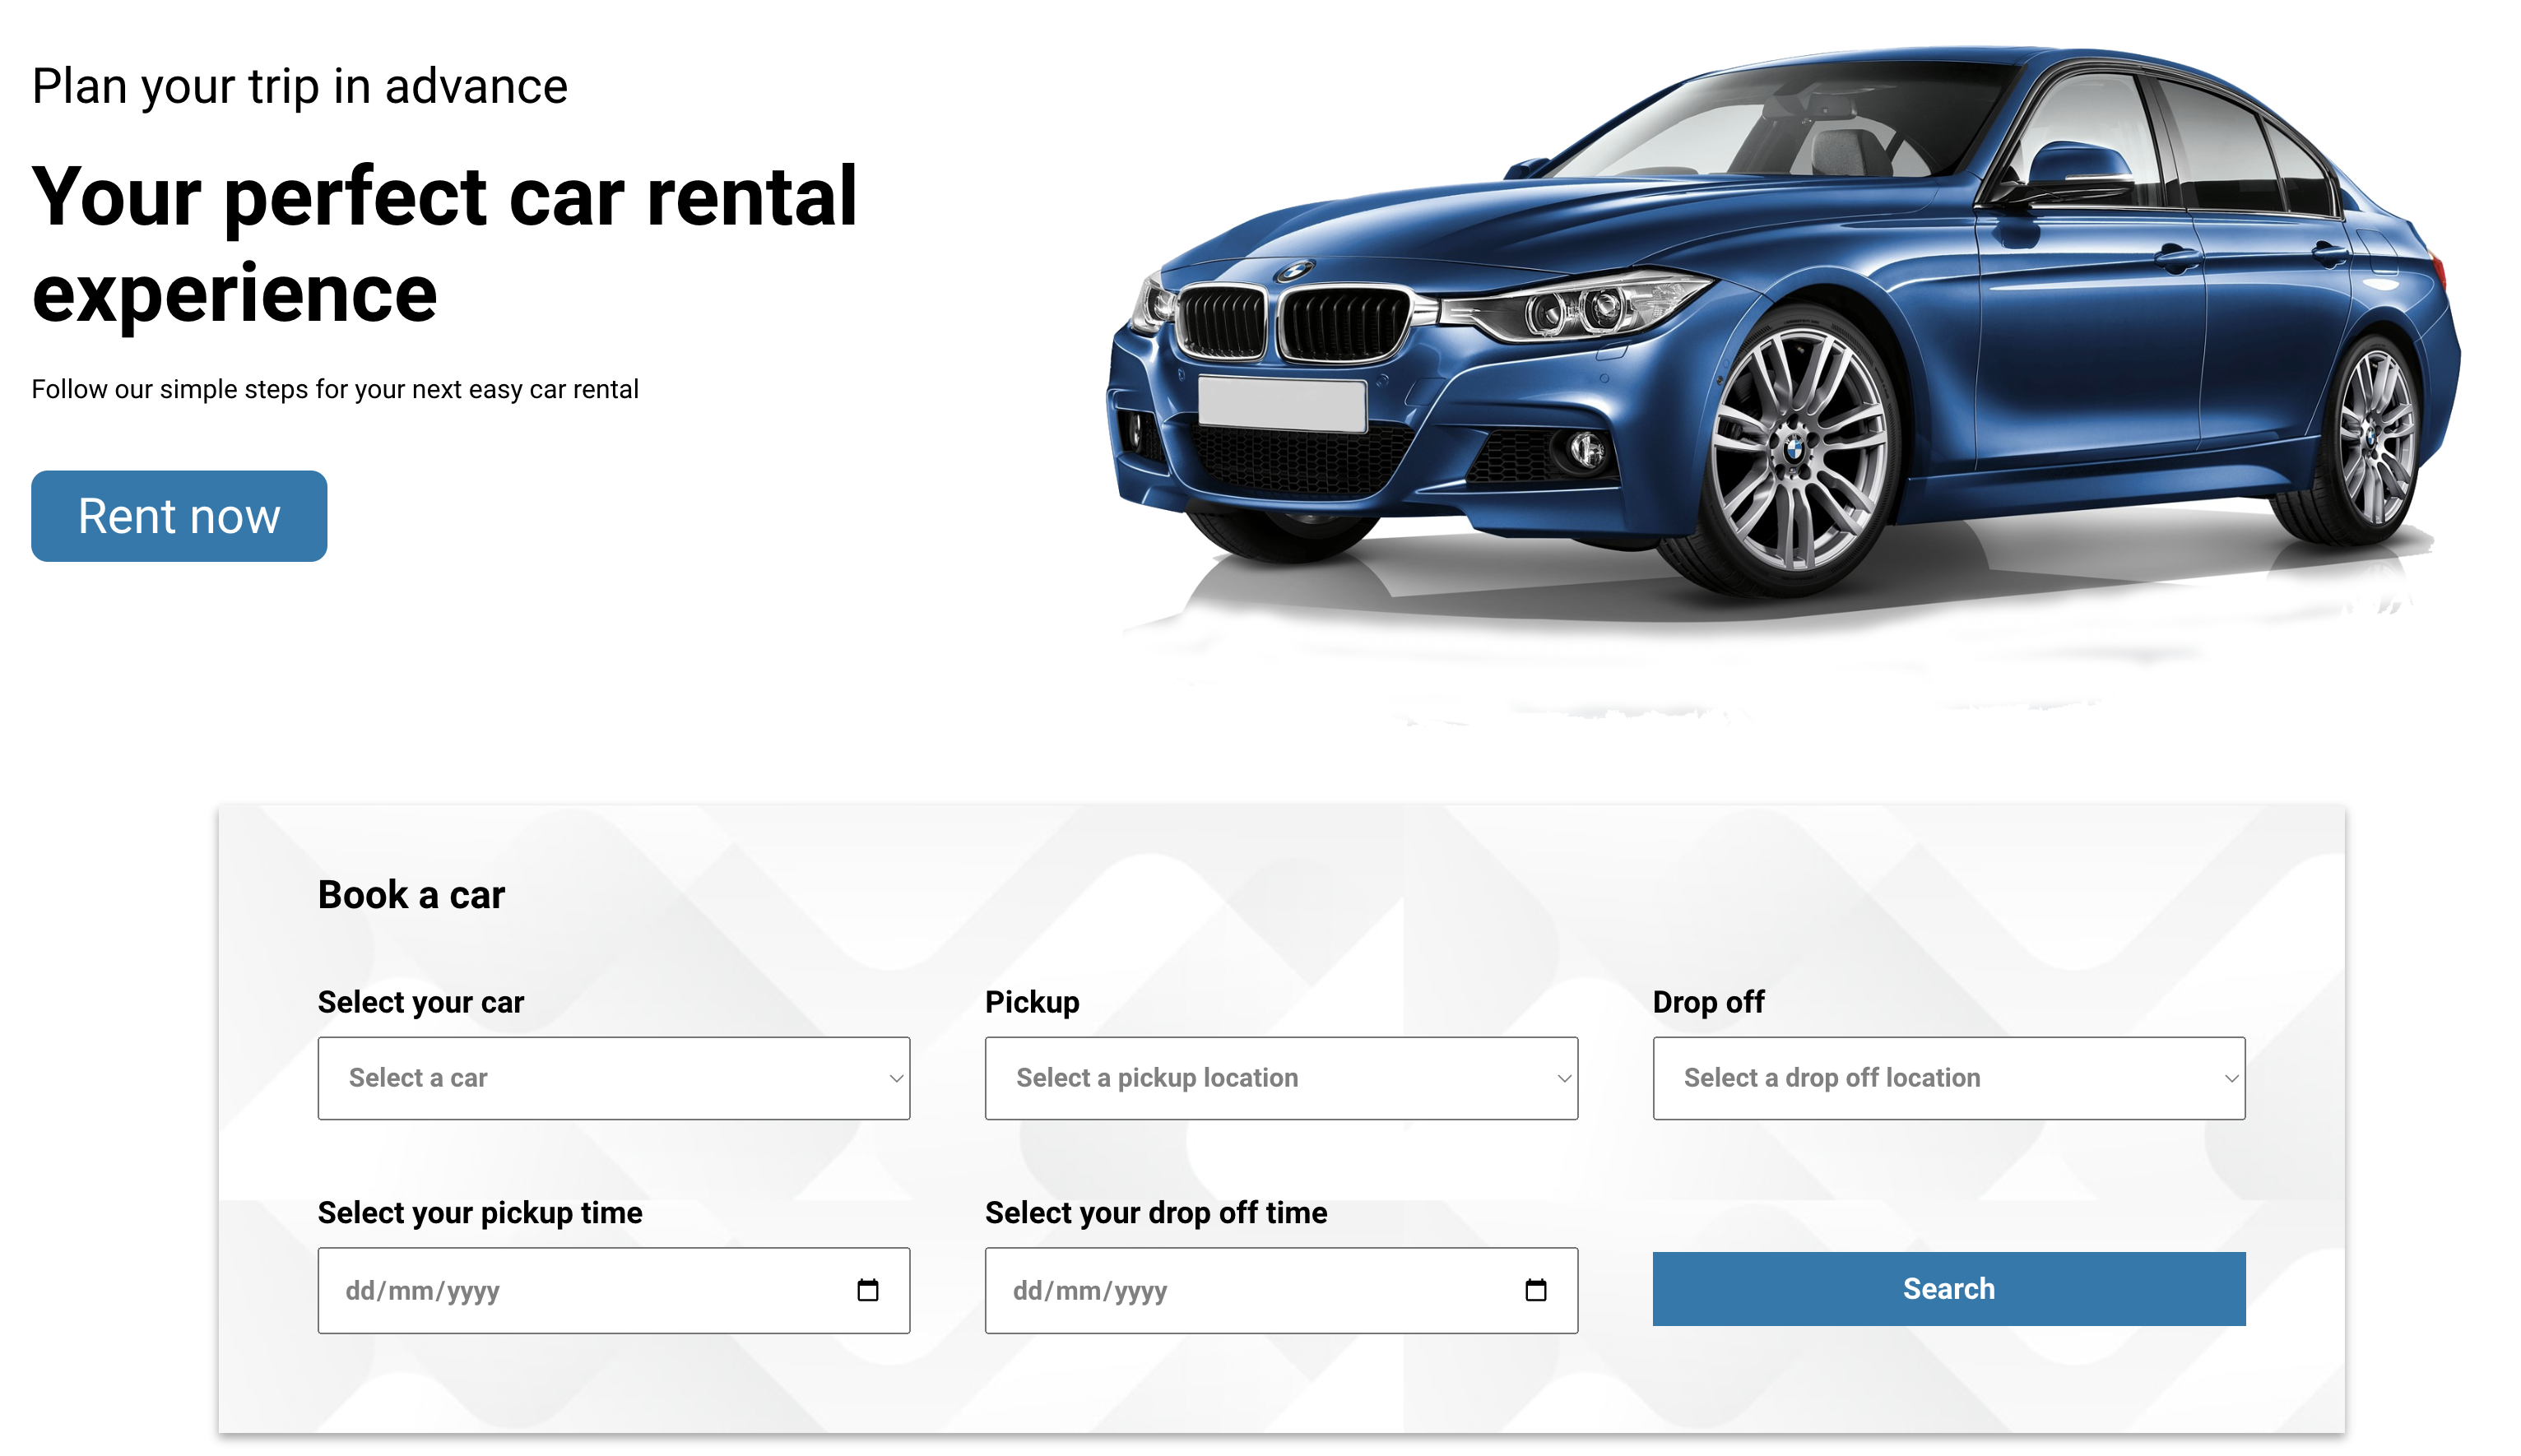 Plan your trip in advance
Your perfect car rental
experience
Follow our simple steps for your next easy car rental
Rent now
Book a car
Select your car
Pickup
Drop off
Select a car
Select a pickup location
Select a drop off location
Select your pickup time
Select your drop off time
dd/mm/yyyy
dd/mm/yyyy
Search